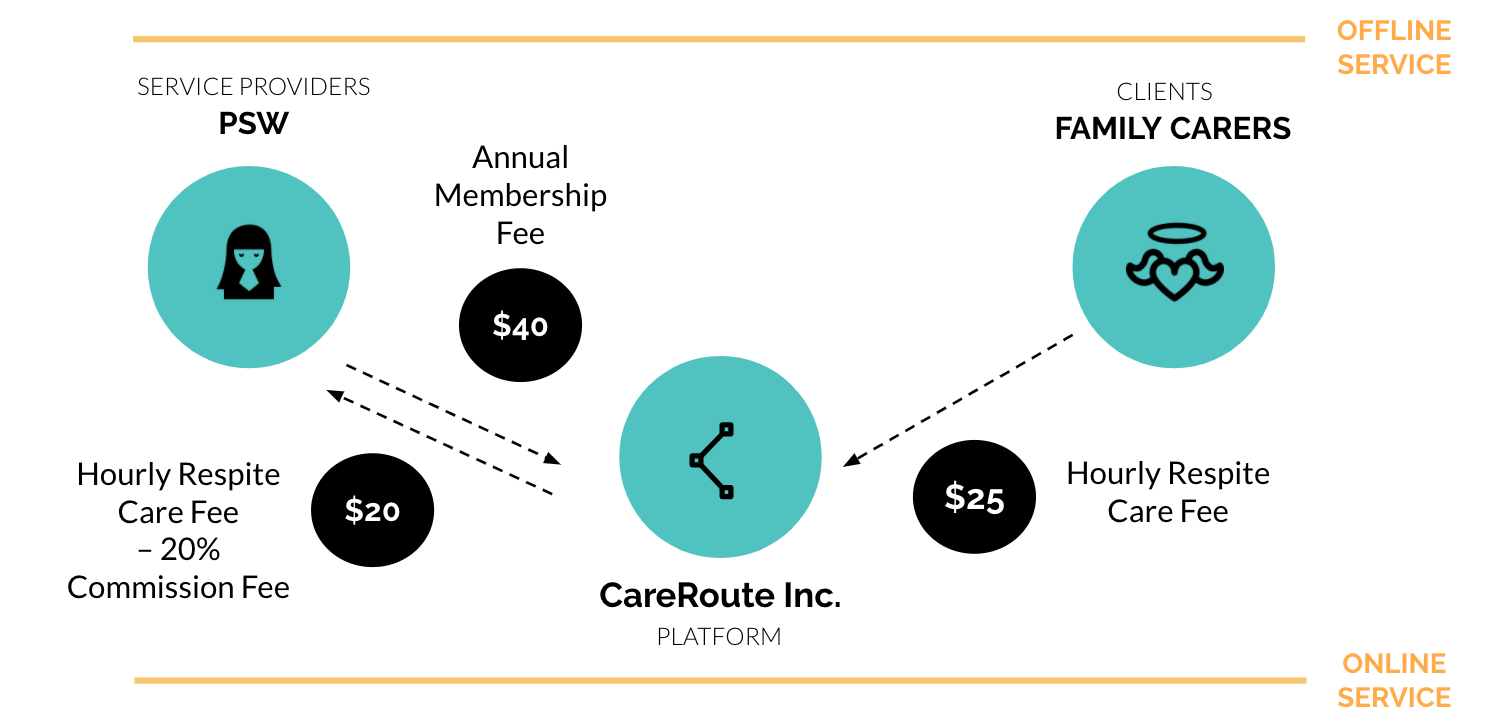 OFFLINE
SERVICE
SERVICE PROVIDERS
PSW
CLIENTS
FAMILY CARERS
Annual
Membership
Fee
$40
Hourly Respite
Care Fee
– 20%
Commission Fee
$20
$25
Hourly Respite
Care Fee
CareRoute Inc.
PLATFORM
ONLINE
SERVICE